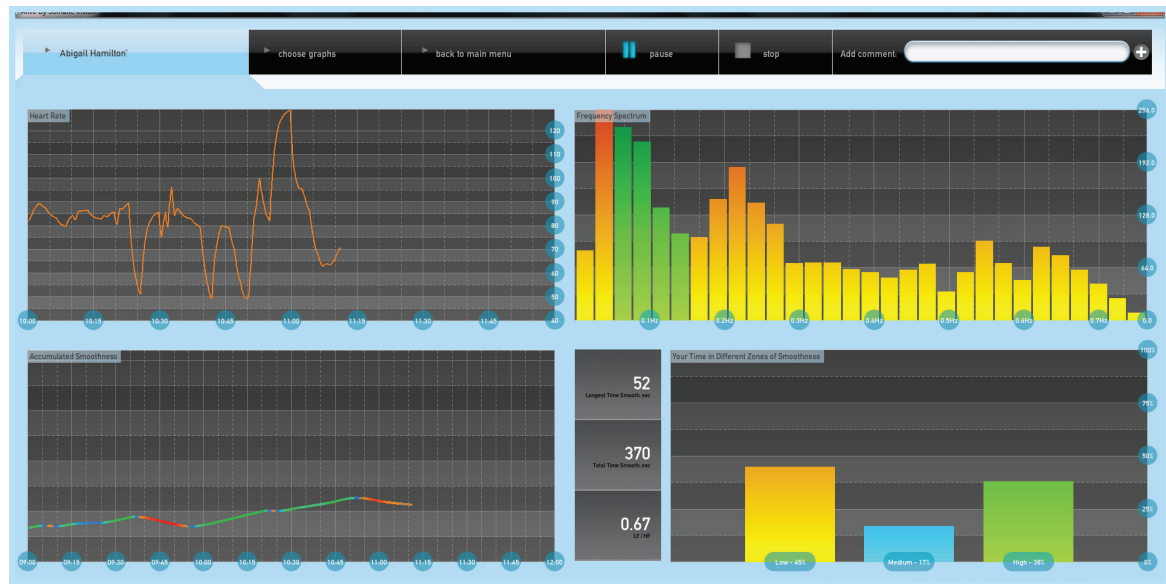 Abigail Hamilton
choose graphs
back to main menu
pause
stop
Add comment:
Heart Rate
120
110
100
90
80
70
60
50
40
10:00 10:15 10:30 10:45 11:00 11:15 11:30 11:45
Frequency Spectrum
256.0
192.0
128.0
64.0
0.0
0.1Hz 0.2Hz 0.3Hz 0.4Hz 0.5Hz 0.6Hz 0.7Hz
Accumulated Smoothness
09:00 09:15 09:30 09:45 10:00 10:15 10:30 10:45 11:00 11:15 11:30 11:45 12:00
52
Longest Time Smooth, sec
370
Total Time Smooth, sec
0.67
LF / HF
Your Time in Different Zones of Smoothness
100%
75%
50%
25%
0%
Low - 45% Medium - 17% High - 38%